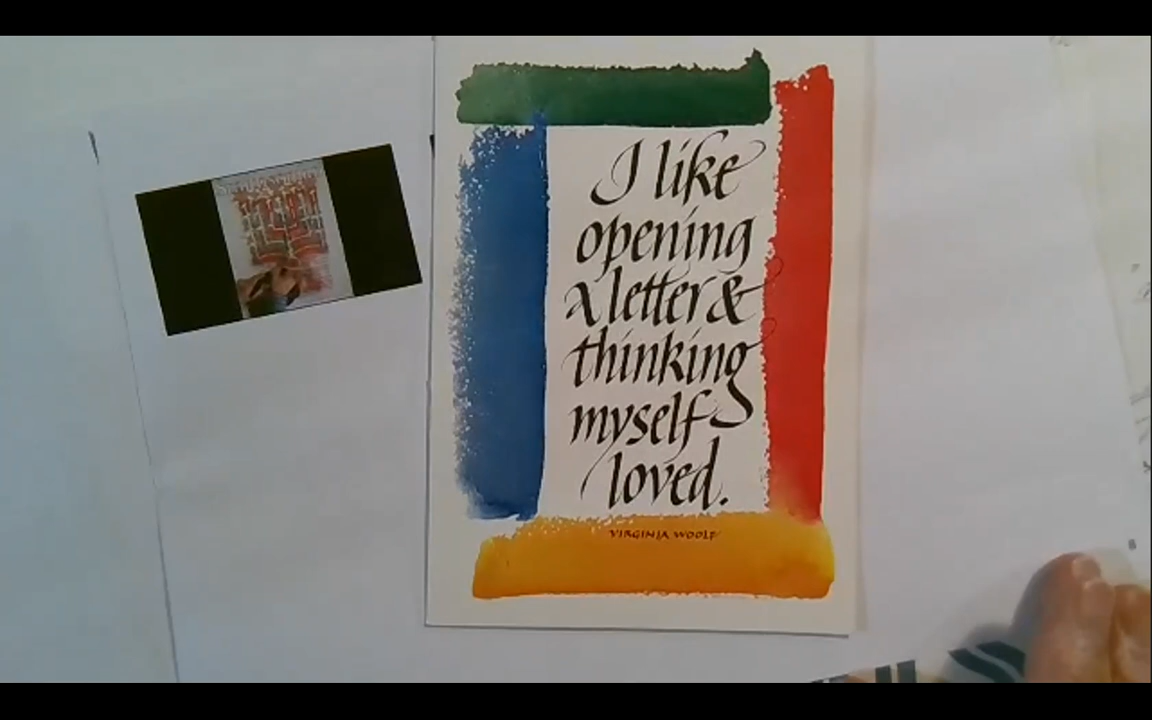 I like
opening
a letter &
thinking
myself
loved.
VIRGINIA WOOLF